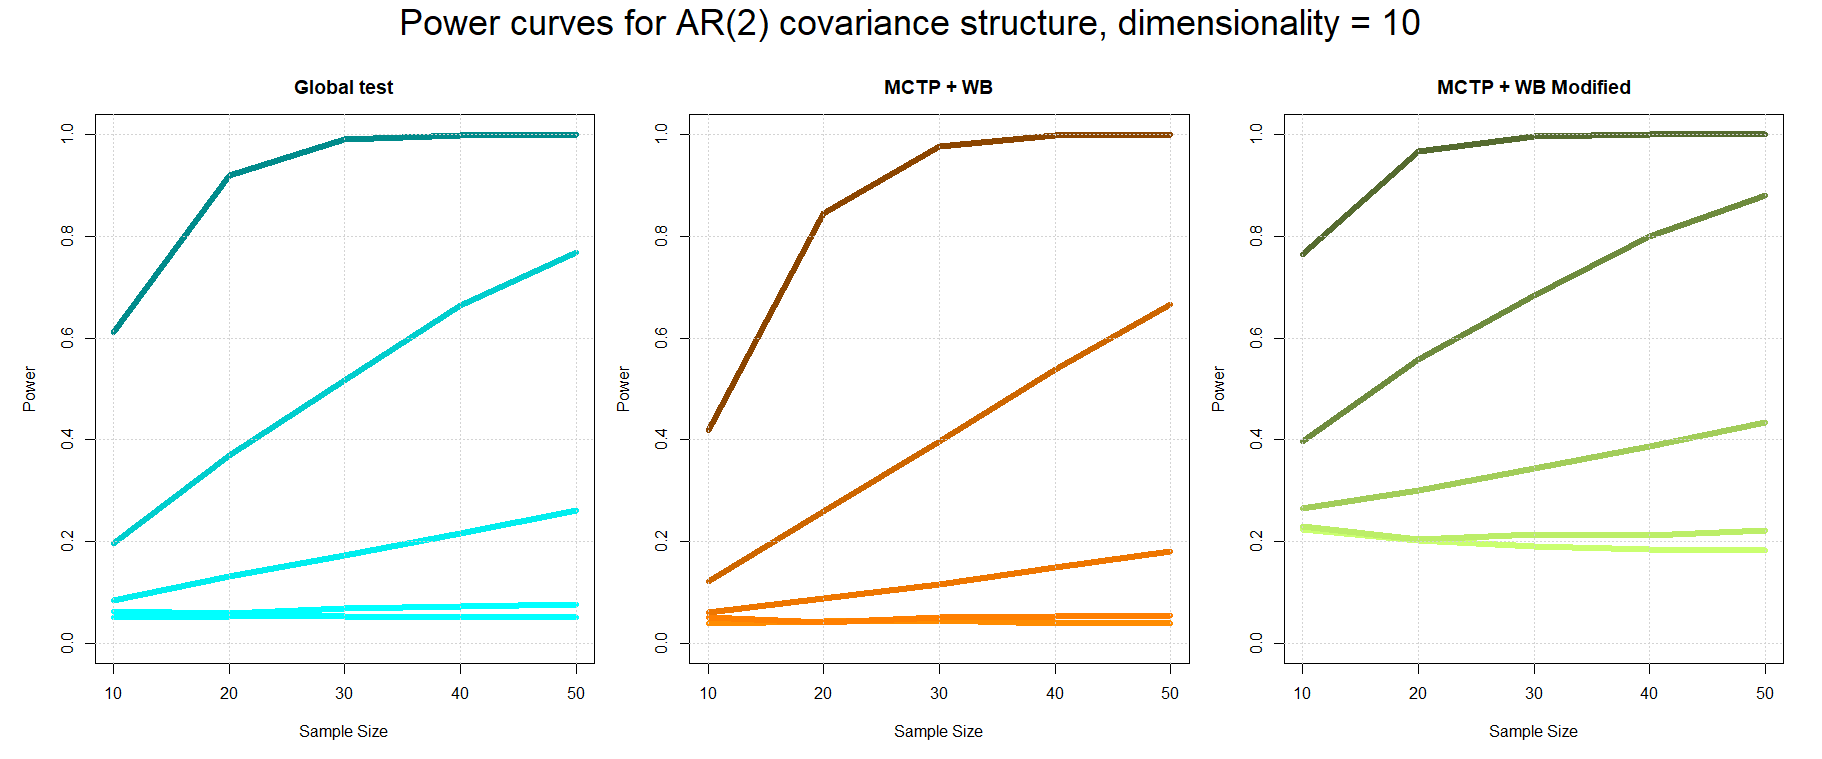 Power curves for AR(2) covariance structure, dimensionality = 10
Global test
Power
1.0
0.8
0.6
0.4
0.2
0.0
10 20 30 40 50
Sample Size
MCTP + WB
Power
1.0
0.8
0.6
0.4
0.2
0.0
10 20 30 40 50
Sample Size
MCTP + WB Modified
Power
1.0
0.8
0.6
0.4
0.2
0.0
10 20 30 40 50
Sample Size